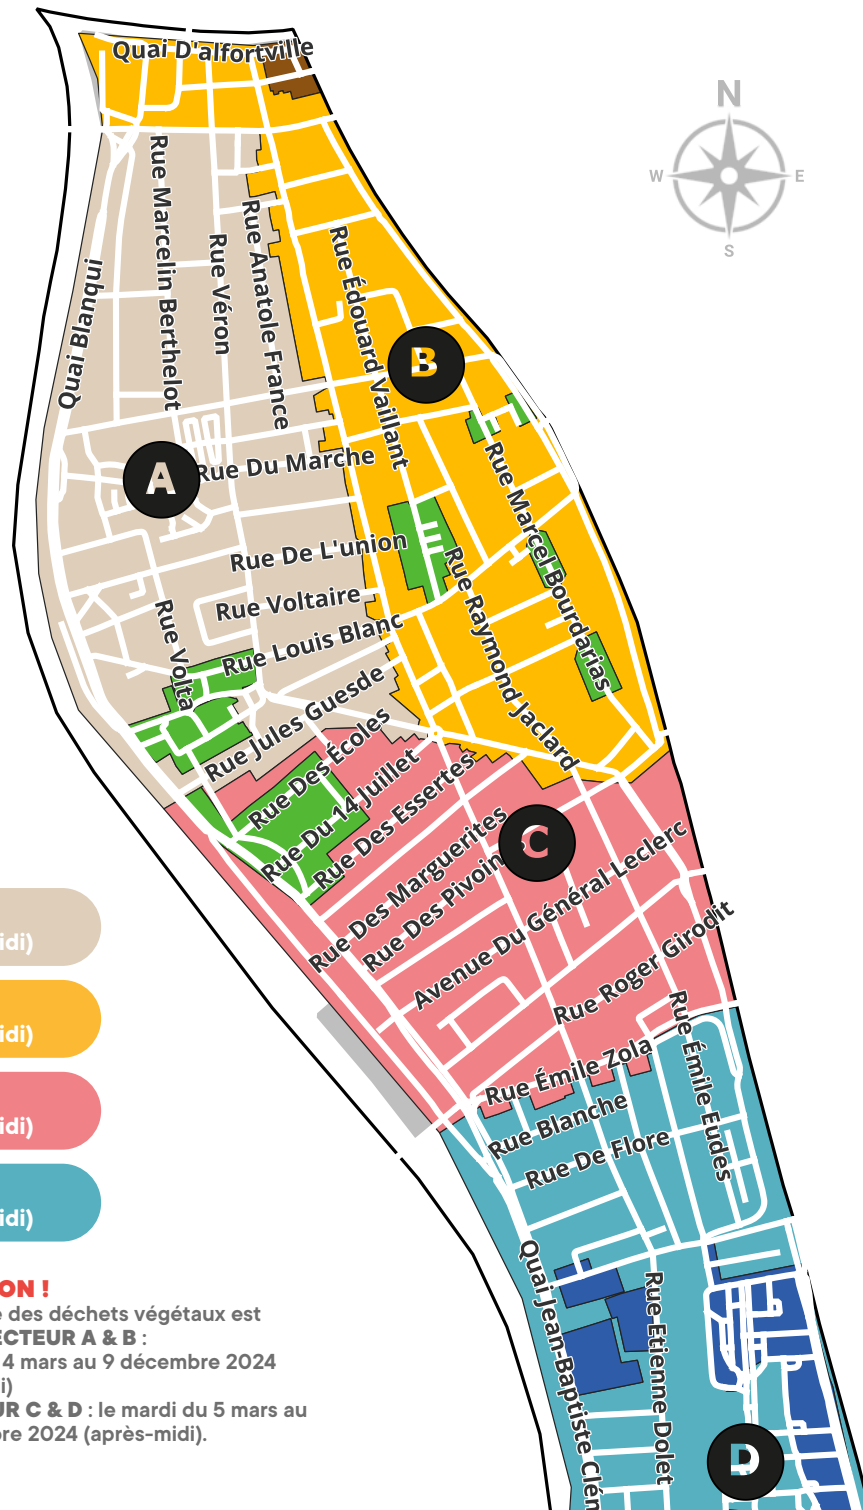 Quai D'alfortville
N
W
E
S
Rue Marcelin Berthelot
Rue Véron
Rue Anatole France
Rue Édouard Vaillant
Quai Blanqui
B
A
Rue Du Marche
Rue Marcel Bourdarias
Rue De L'union
Rue Voltaire
Rue Louis Blanc
Rue Volta
Rue Raymond Jaclard
Rue Jules Guesde
Rue Des Écoles
Rue Du 14 Juillet
Rue Des Essertes
C
Rue Des Marguerites
Rue Des Pivoin
Avenue Du Général Leclerc
Rue Roger Girodit
idi)
idi)
idi)
idi)
Rue Émile Zola
Rue Émile Eudes
Rue Blanche
Rue De Flore
Quai Jean-Baptiste Clém
Rue Etienne Dolet
D
ON !
e des déchets végétaux est
ECTEUR A & B :
4 mars au 9 décembre 2024
i)
UR C & D : le mardi du 5 mars au
bre 2024 (après-midi).